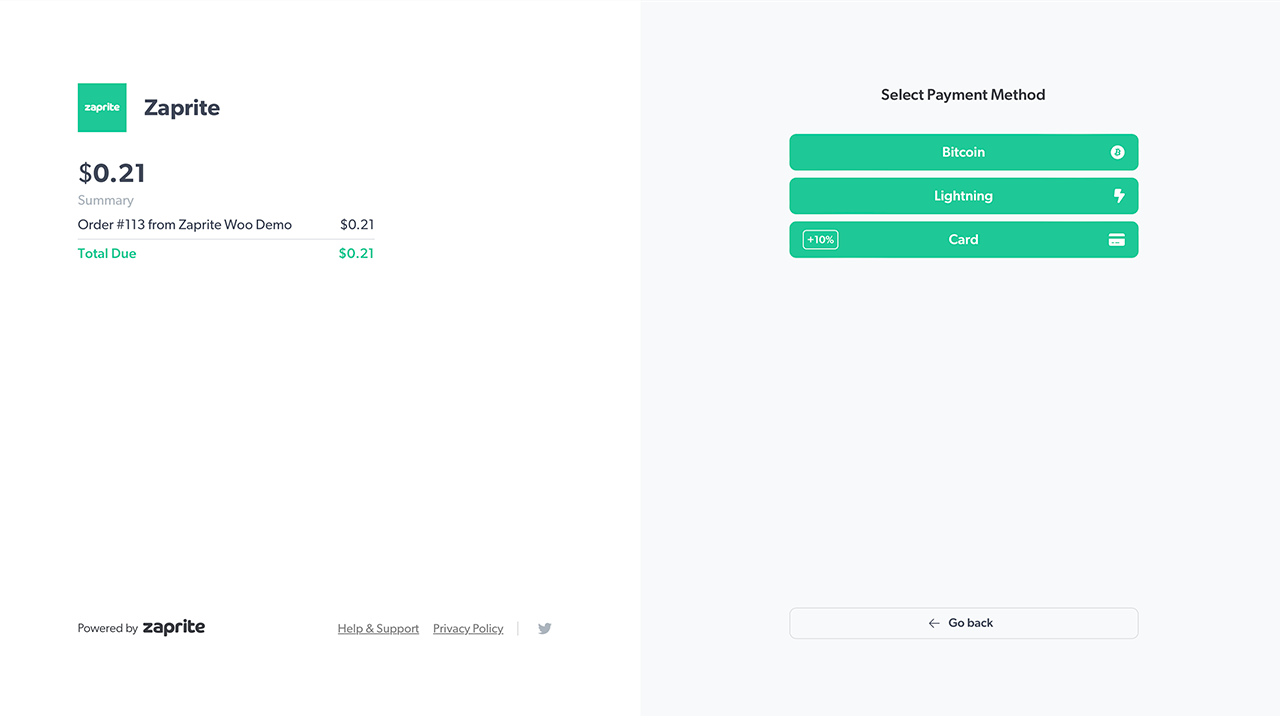 zaprite
Zaprite
$0.21
Summary
Order #113 from Zaprite Woo Demo $0.21
Total Due $0.21
Powered by zaprite Help & Support Privacy Policy
Select Payment Method
Bitcoin
Lightning
+10% Card
Go back